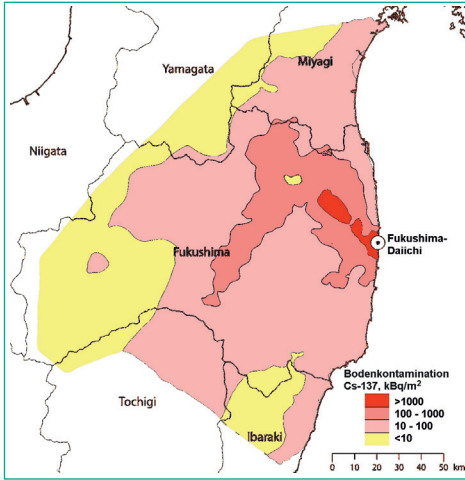 Yamagata
Miyagi
Niigata
Fukushima-
Daiichi
Fukushima
Bodenkontamination
Cs-137, kBq/m²
>1000
100 - 1000
10 - 100
<10
Tochigi
Ibaraki
0 10 20 30 40 50
km